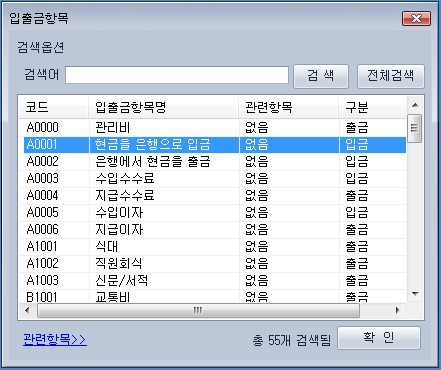 입출금항목
검색옵션
검색어 검 색 전체검색
코드 입출금항목명 관련항목 구분
A0000 관리비 없음 출금
A0001 현금을 은행으로 입금 없음 입금
A0002 은행에서 현금을 출금 없음 출금
A0003 수입수수료 없음 입금
A0004 지급수수료 없음 출금
A0005 수입이자 없음 입금
A0006 지급이자 없음 출금
A1001 식대 없음 출금
A1002 직원회식 없음 출금
A1003 신문/서적 없음 출금
B1001 교통비 없음 출금
관련항목>> 총 55개 검색됨 확 인